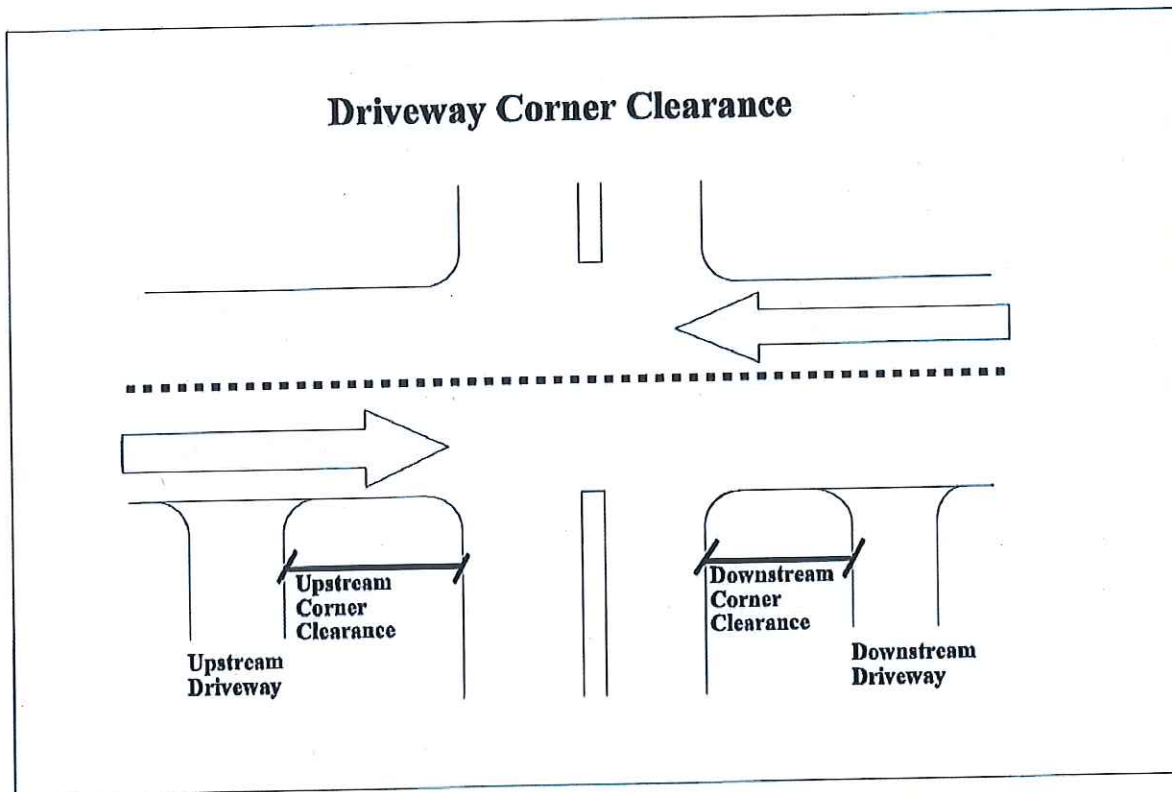 Driveway Corner Clearance
Upstream
Corner
Clearance
Downstream
Corner
Clearance
Upstream
Driveway
Downstream
Driveway